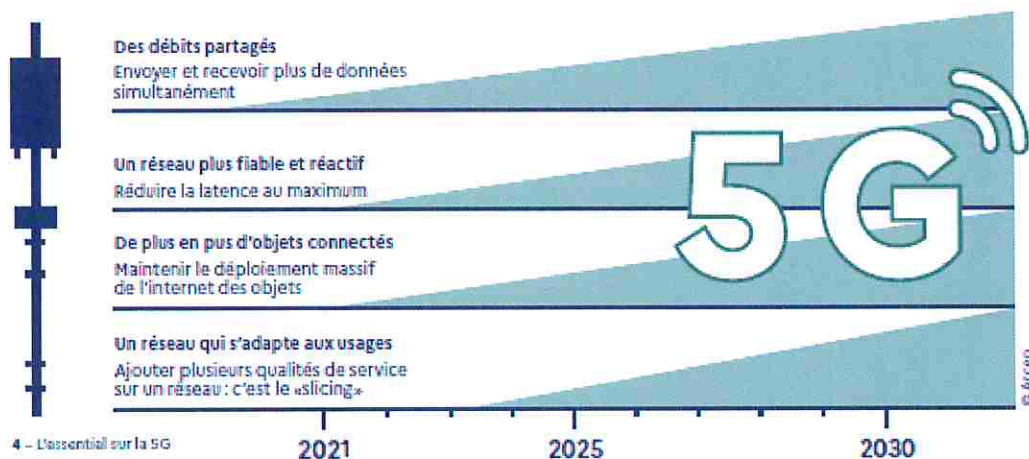 Des débits partagés
Envoyer et recevoir plus de données
simultanément
Un réseau plus fiable et réactif
Réduire la latence au maximum
De plus en pus d'objets connectés
Maintenir le déploiement massif
de l'internet des objets
Un réseau qui s'adapte aux usages
Ajouter plusieurs qualités de service
sur un réseau : c'est le «slicing»
5G
© Arcep
2021 2025 2030
4 – L'essential sur la 5G